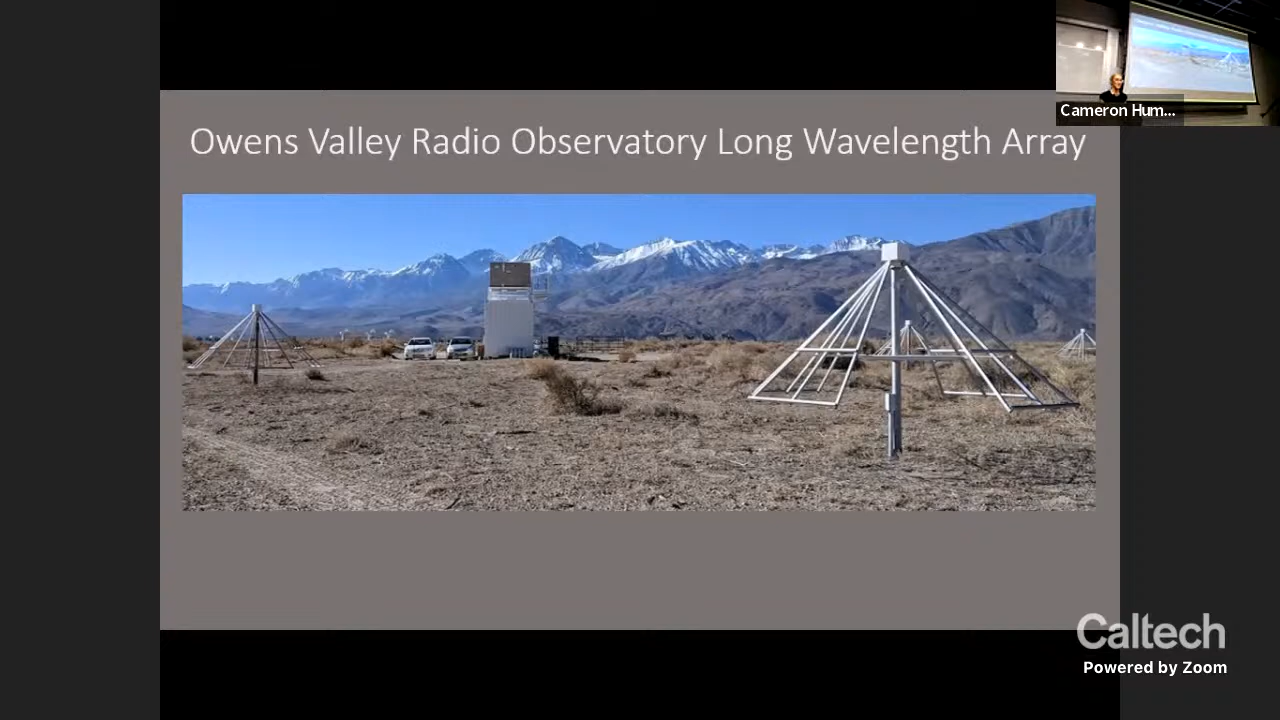 Cameron Hum...
Owens Valley Radio Observatory Long Wavelength Array
Caltech
Powered by Zoom